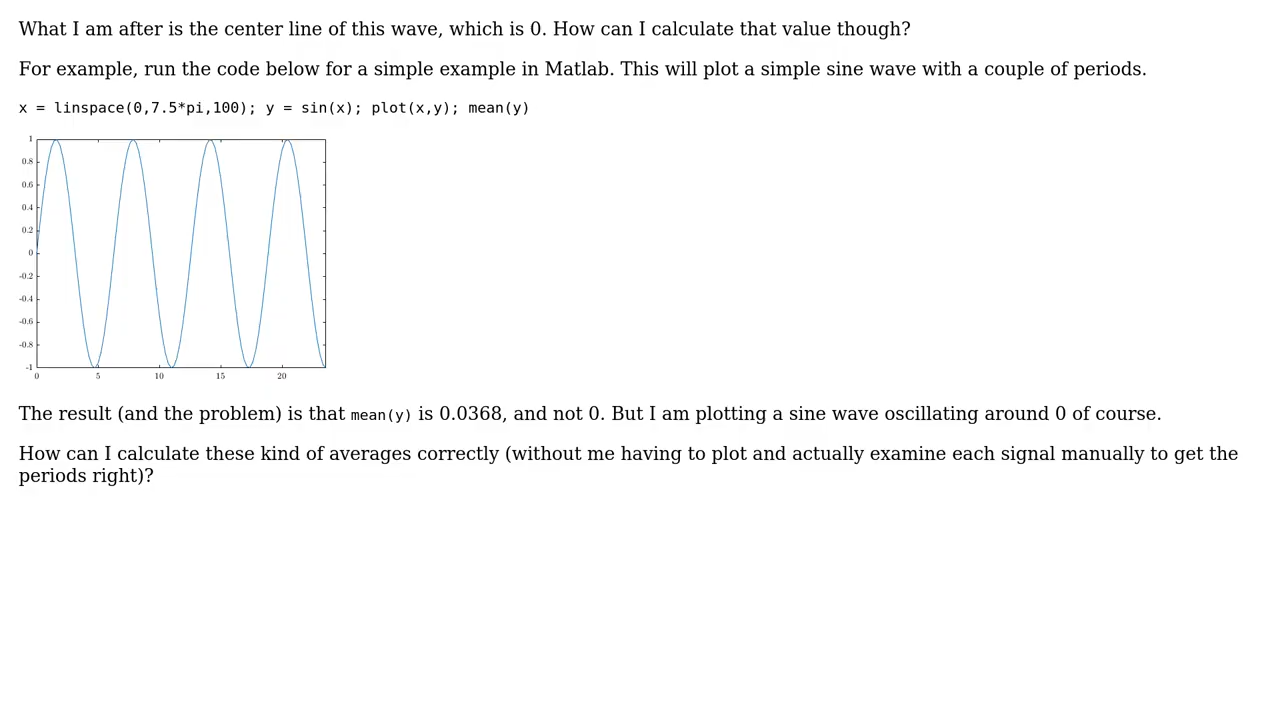 What I am after is the center line of this wave, which is 0. How can I calculate that value though?
For example, run the code below for a simple example in Matlab. This will plot a simple sine wave with a couple of periods.
x = linspace(0,7.5*pi,100); y = sin(x); plot(x,y); mean(y)
1
0.8
0.6
0.4
0.2
0
-0.2
-0.4
-0.6
-0.8
-1
0 5 10 15 20
The result (and the problem) is that mean(y) is 0.0368, and not 0. But I am plotting a sine wave oscillating around 0 of course.
How can I calculate these kind of averages correctly (without me having to plot and actually examine each signal manually to get the
periods right)?